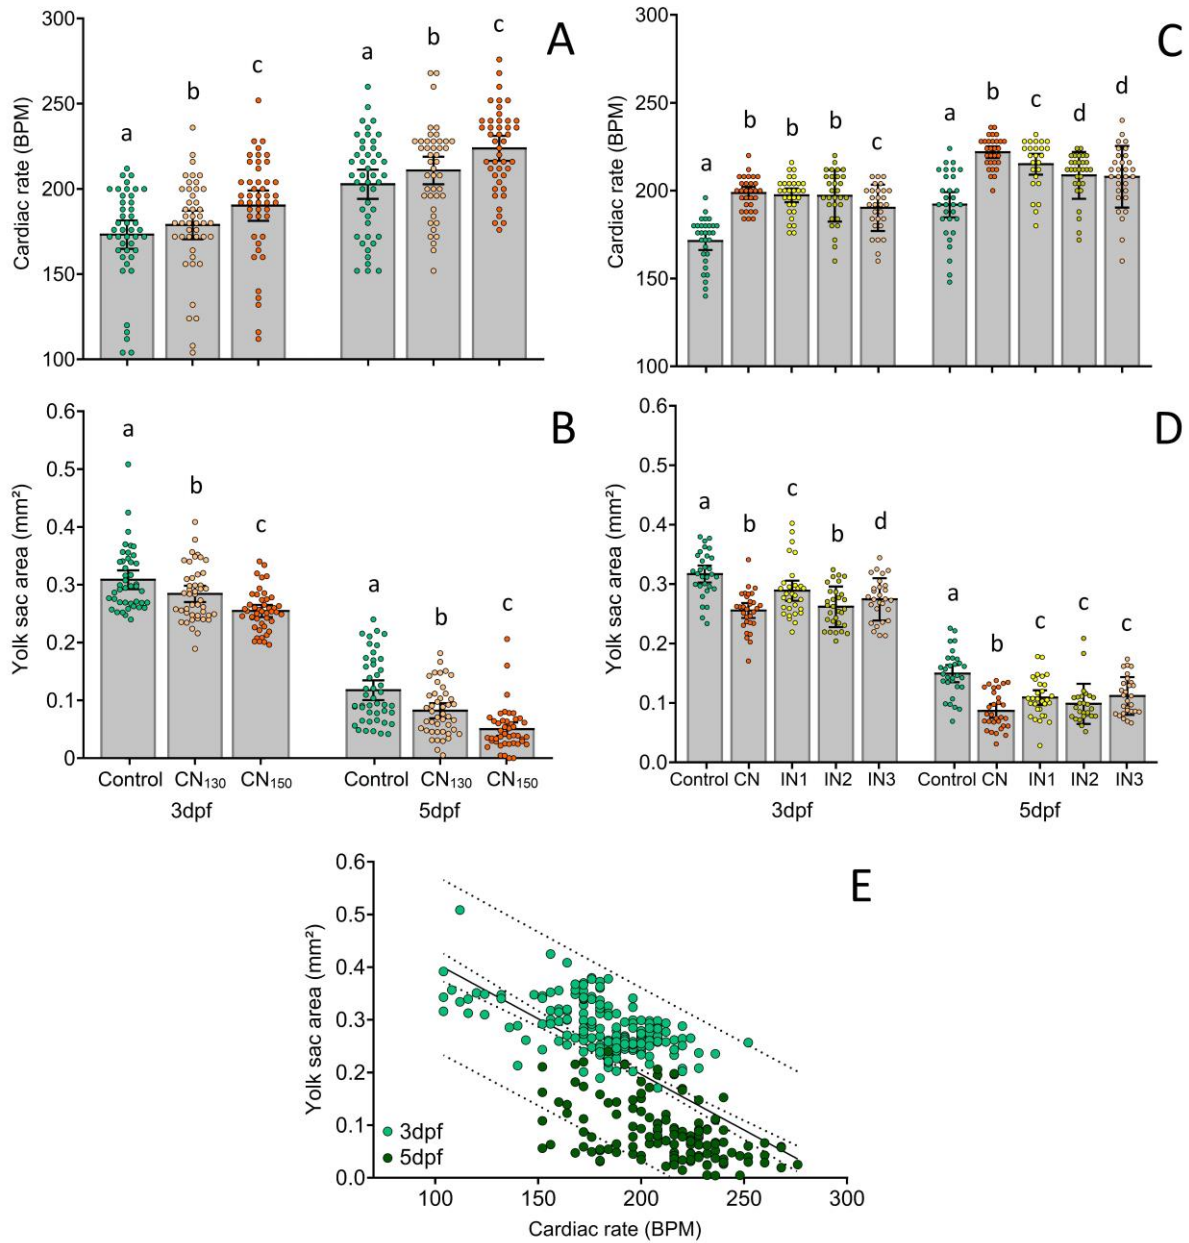 A
Cardiac rate (BPM)
300
250
200
150
100
a
b
c
a
b
c
C
Cardiac rate (BPM)
300
250
200
150
100
a
b
b
b
c
a
b
c
d
d
B
Yolk sac area (mm²)
0.6
0.5
0.4
0.3
0.2
0.1
0
a
b
c
a
b
c
Control CN₁₃₀ CN₁₅₀ Control CN₁₃₀ CN₁₅₀
3dpf 5dpf
D
Yolk sac area (mm²)
0.6
0.5
0.4
0.3
0.2
0.1
0.0
a
b
c
b
d
a
b
c
c
c
Control CN IN1 IN2 IN3 Control CN IN1 IN2 IN3
3dpf 5dpf
E
Yolk sac area (mm²)
0.6
0.5
0.4
0.3
0.2
0.1
0.0
3dpf
5dpf
100 150 200 250 300
Cardiac rate (BPM)